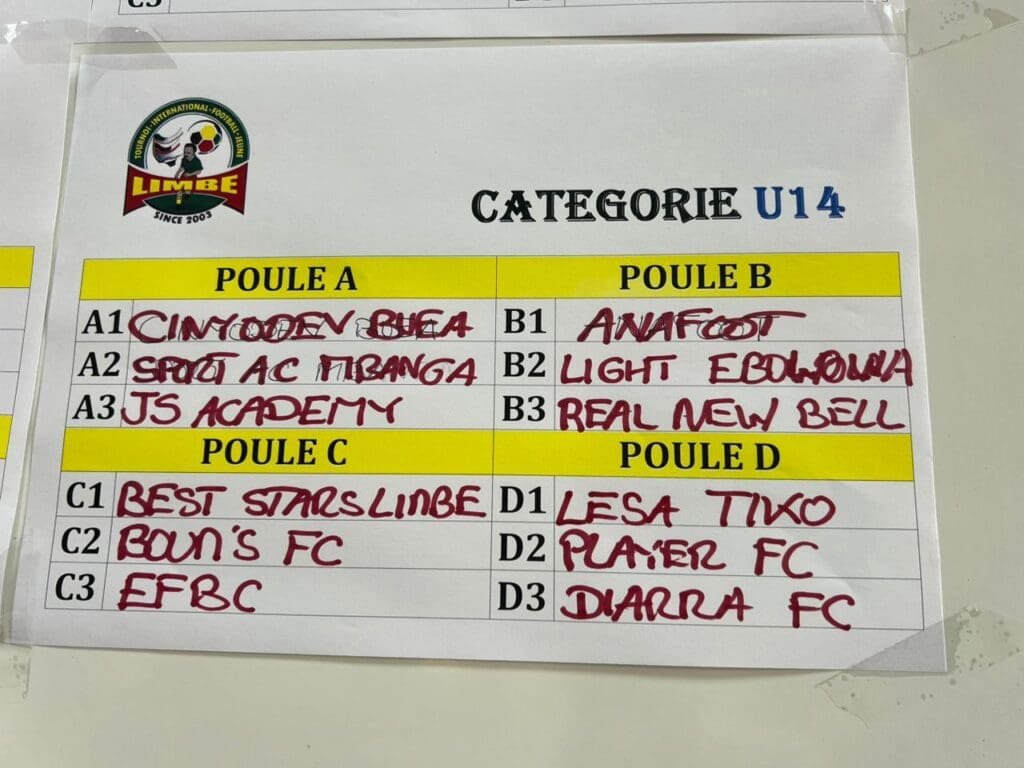 TOURNOI-INTERNATIONAL-FOOTBALL-JEUNE
LIMBE
SINCE 2003
CATEGORIE U14
POULE A POULE B
A1 CINYODEV BUEA B1 ANAFOOT
A2 SPORT AC MBANGA B2 LIGHT EBOLOWA
A3 JS ACADEMY B3 REAL NEW BELL
POULE C POULE D
C1 BEST STARS LIMBE D1 LESA TIKO
C2 BOUM'S FC D2 PLAYER FC
C3 EFBC D3 DIARRA FC